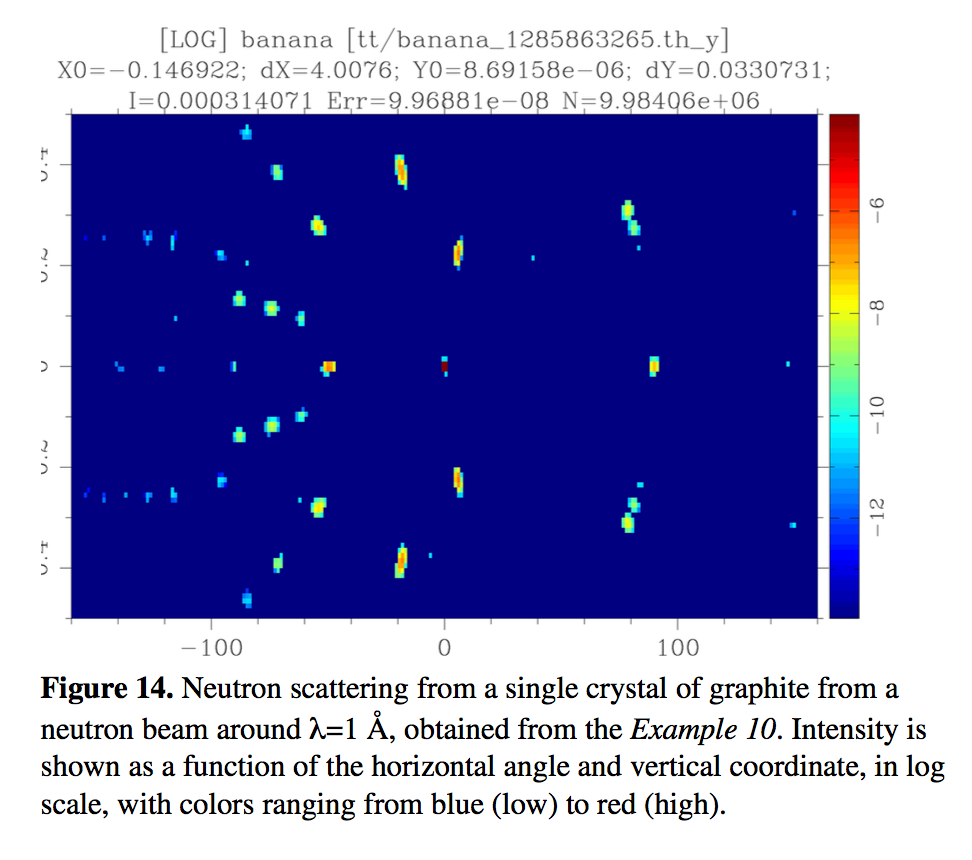 [LOG] banana [tt/banana_1285863265.th_y]
X0=−0.146922; dX=4.0076; Y0=8.69158e−06; dY=0.0330731;
I=0.000314071 Err=9.96881e−08 N=9.98406e+06
−6
−8
−10
−12
−100 0 100
Figure 14. Neutron scattering from a single crystal of graphite from a
neutron beam around λ=1 Å, obtained from the Example 10. Intensity is
shown as a function of the horizontal angle and vertical coordinate, in log
scale, with colors ranging from blue (low) to red (high).